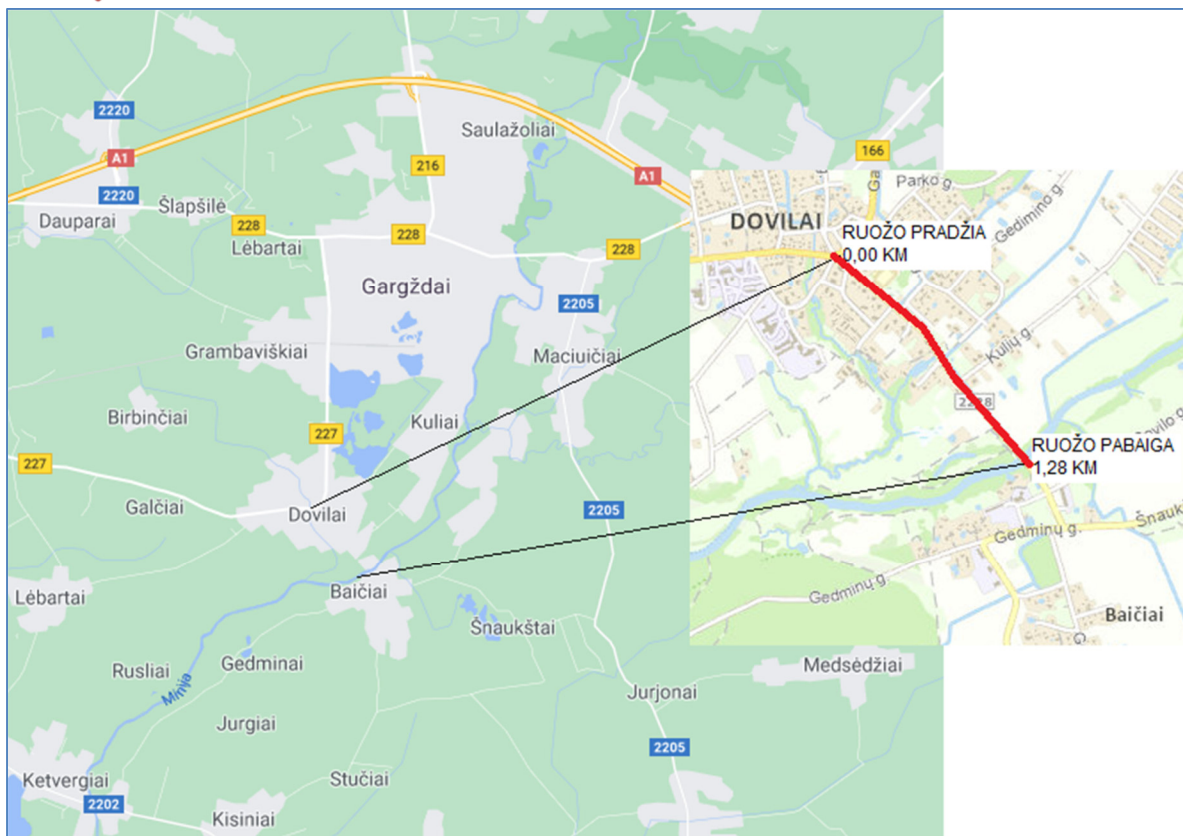 2220
Saulažoliai
A1
216
166
A1
2220
Šlapšilė
Dauparai
228
Lėbartai
228
228
Gargždai
2205
Grambaviškiai
Maciuičiai
Birbinčiai
Kuliai
227
227
Galčiai
Dovilai
2205
Lėbartai
Baičiai
Šnaukštai
Rusliai
Gedminai
Minija
Medsėdžiai
Jurjonai
Jurgiai
2205
Ketvergiai
Stučiai
2202
Kisiniai
Parko g.
DOVILAI
Gedimino g.
RUOŽO PRADŽIA
0,00 KM
Kulių g.
2228
RUOŽO PABAIGA
1,28 KM
Gedminų g.
Gedminų g.
Baičiai